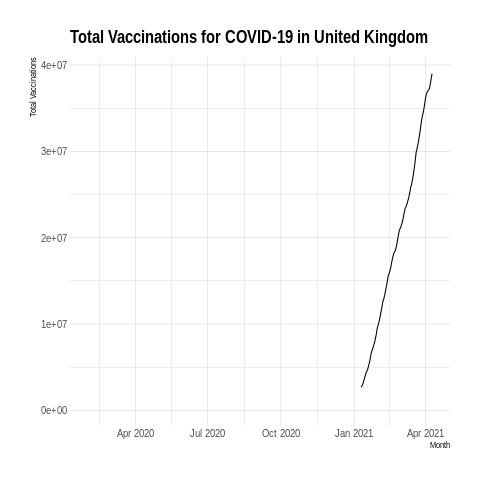 Total Vaccinations for COVID-19 in United Kingdom
Total Vaccinations
4e+07
3e+07
2e+07
1e+07
0e+00
Apr 2020 Jul 2020 Oct 2020 Jan 2021 Apr 2021
Month